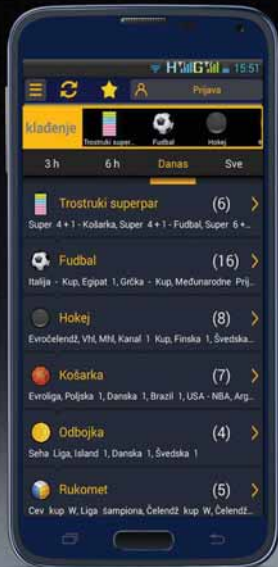 H G 15:51
Prijava
klađenje
Trostruki super... Fudbal Hokej
3 h 6 h Danas Sve
Trostruki superpar (6)
Super 4+1 - Košarka, Super 4+1 - Fudbal, Super 6+..
Fudbal (16)
Italija - Kup, Egipat 1, Grčka - Kup, Međunarodne Prij..
Hokej (8)
Evročelendž, Vhl, Mhl, Kanal 1 Kup, Finska 1, Švedska...
Košarka (7)
Evroliga, Poljska 1, Danska 1, Brazil 1, USA - NBA, Arg..
Odbojka (4)
Seha Liga, Island 1, Danska 1, Švedska 1
Rukomet (5)
Cev kup W, Liga šampiona, Čelendž kup W, Čelendž...